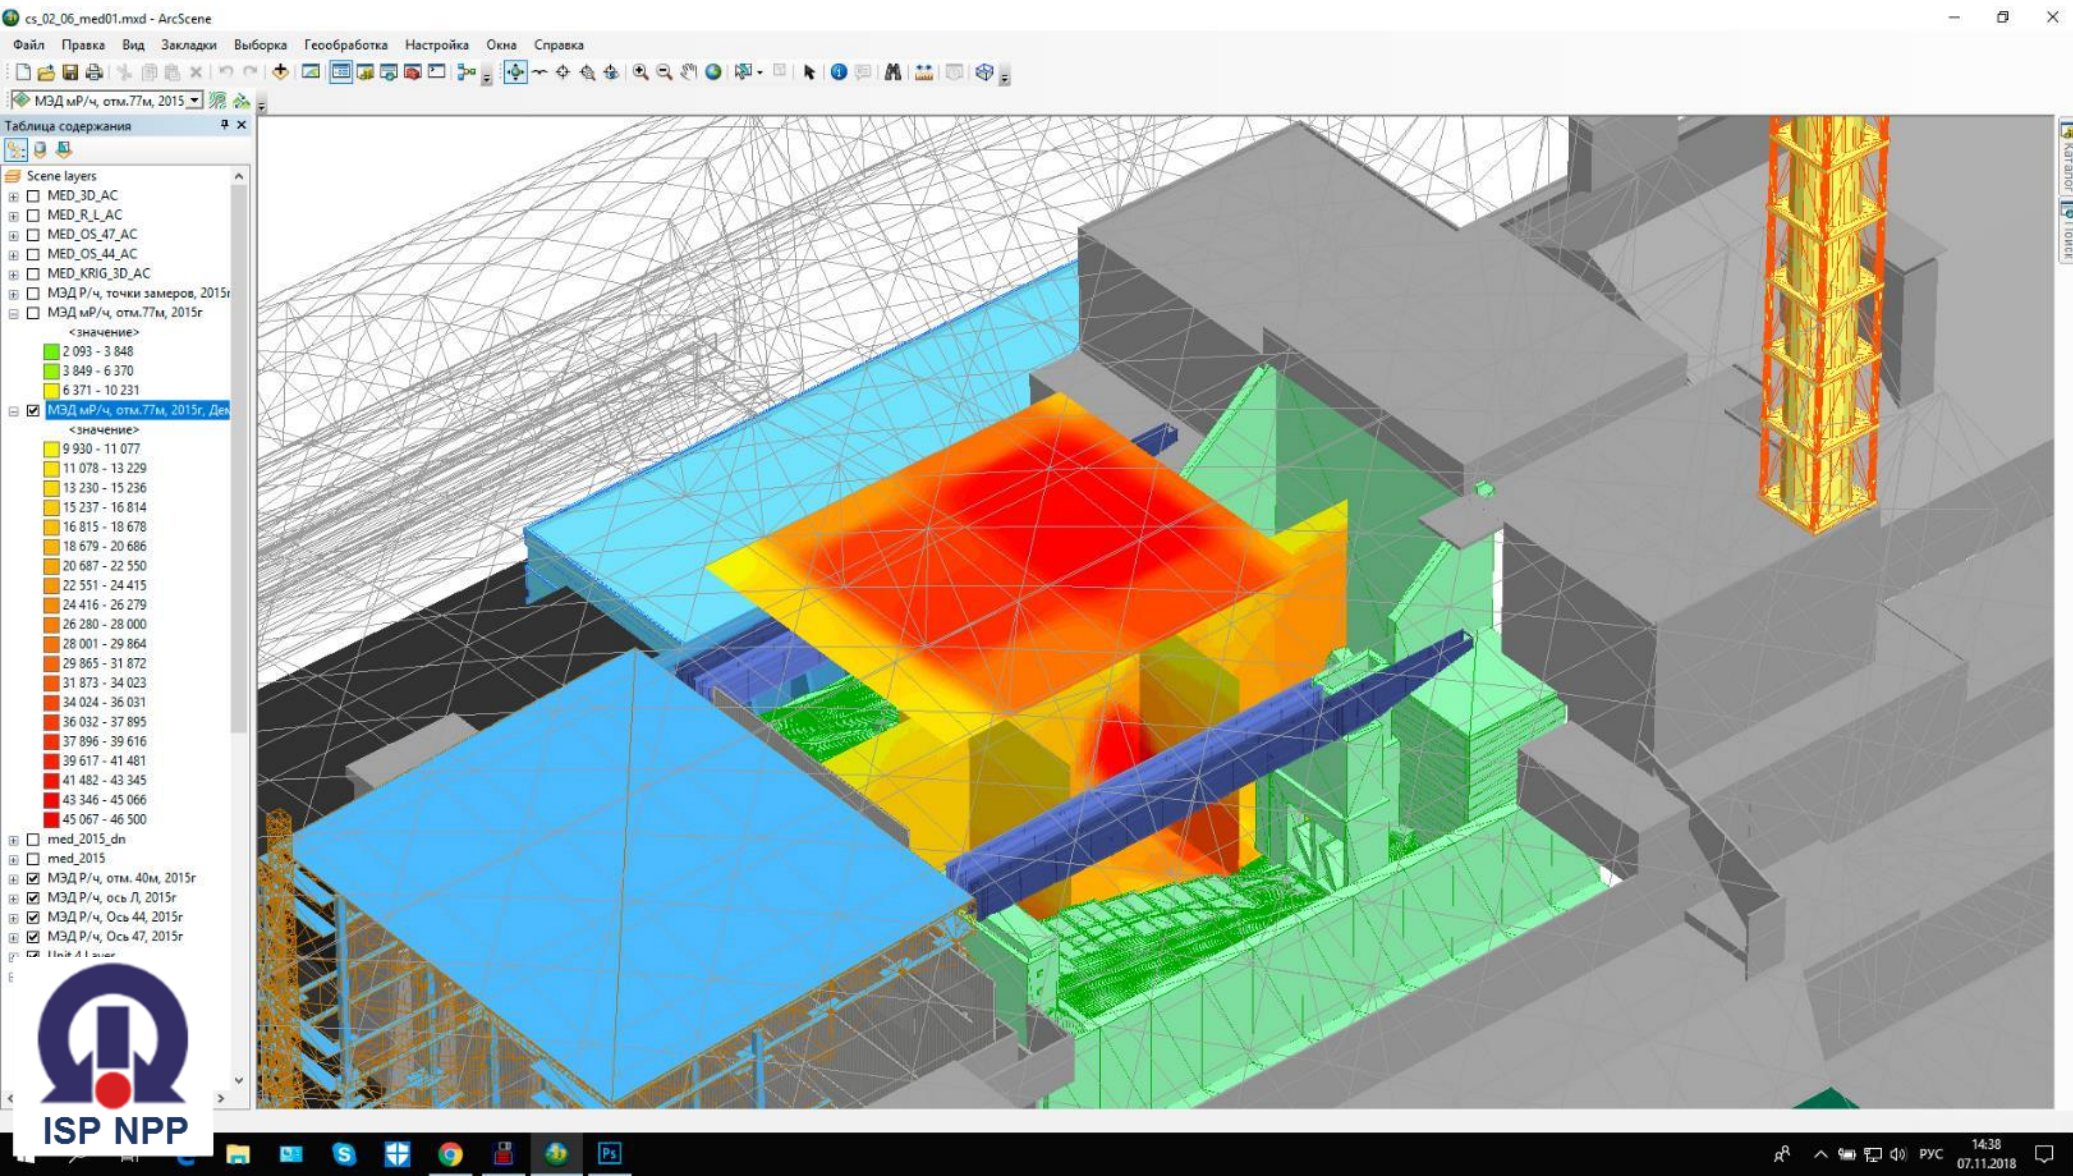 cs_02_06_med01.mxd - ArcScene
Файл Правка Вид Закладки Выборка Геообработка Настройка Окна Справка
МЭД мР/ч, отм.77м, 2015
Таблица содержания
Scene layers
MED_3D_AC
MED_R_L_AC
MED_OS_47_AC
MED_OS_44_AC
MED_KRIG_3D_AC
МЭД Р/ч, точки замеров, 2015г
МЭД мР/ч, отм.77м, 2015г
<значение>
2 093 - 3 848
3 849 - 6 370
6 371 - 10 231
МЭД мР/ч, отм.77м, 2015г, Дем
<значение>
9 930 - 11 077
11 078 - 13 229
13 230 - 15 236
15 237 - 16 814
16 815 - 18 678
18 679 - 20 686
20 687 - 22 550
22 551 - 24 415
24 416 - 26 279
26 280 - 28 000
28 001 - 29 864
29 865 - 31 872
31 873 - 34 023
34 024 - 36 031
36 032 - 37 895
37 896 - 39 616
39 617 - 41 481
41 482 - 43 345
43 346 - 45 066
45 067 - 46 500
med_2015_dn
med_2015
МЭД Р/ч, отм. 40м, 2015г
МЭД Р/ч, ось Л, 2015г
МЭД Р/ч, Ось 44, 2015г
МЭД Р/ч, Ось 47, 2015г
Unit 4 Layer
ISP NPP
Каталог
Поиск
Ps
РУС
14:38
07.11.2018